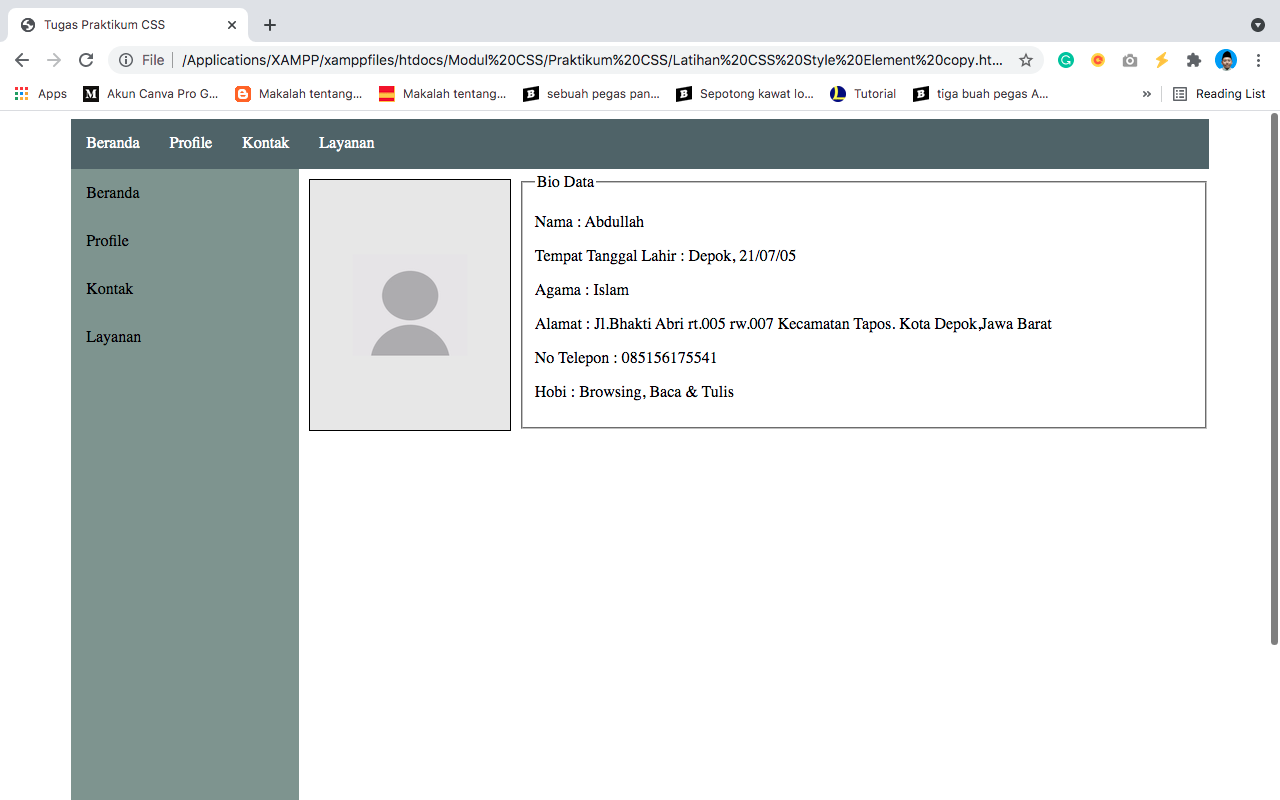 Tugas Praktikum CSS
File
/Applications/XAMPP/xamppfiles/htdocs/Modul%20CSS/Praktikum%20CSS/Latihan%20CSS%20Style%20Element%20copy.ht...
Apps
M Akun Canva Pro G...
Makalah tentang...
Makalah tentang...
B sebuah pegas pan...
B Sepotong kawat lo...
Tutorial
B tiga buah pegas A...
»
Reading List
Beranda Profile Kontak Layanan
Beranda
Profile
Kontak
Layanan
Bio Data
Nama : Abdullah
Tempat Tanggal Lahir : Depok, 21/07/05
Agama : Islam
Alamat : Jl.Bhakti Abri rt.005 rw.007 Kecamatan Tapos. Kota Depok,Jawa Barat
No Telepon : 085156175541
Hobi : Browsing, Baca & Tulis